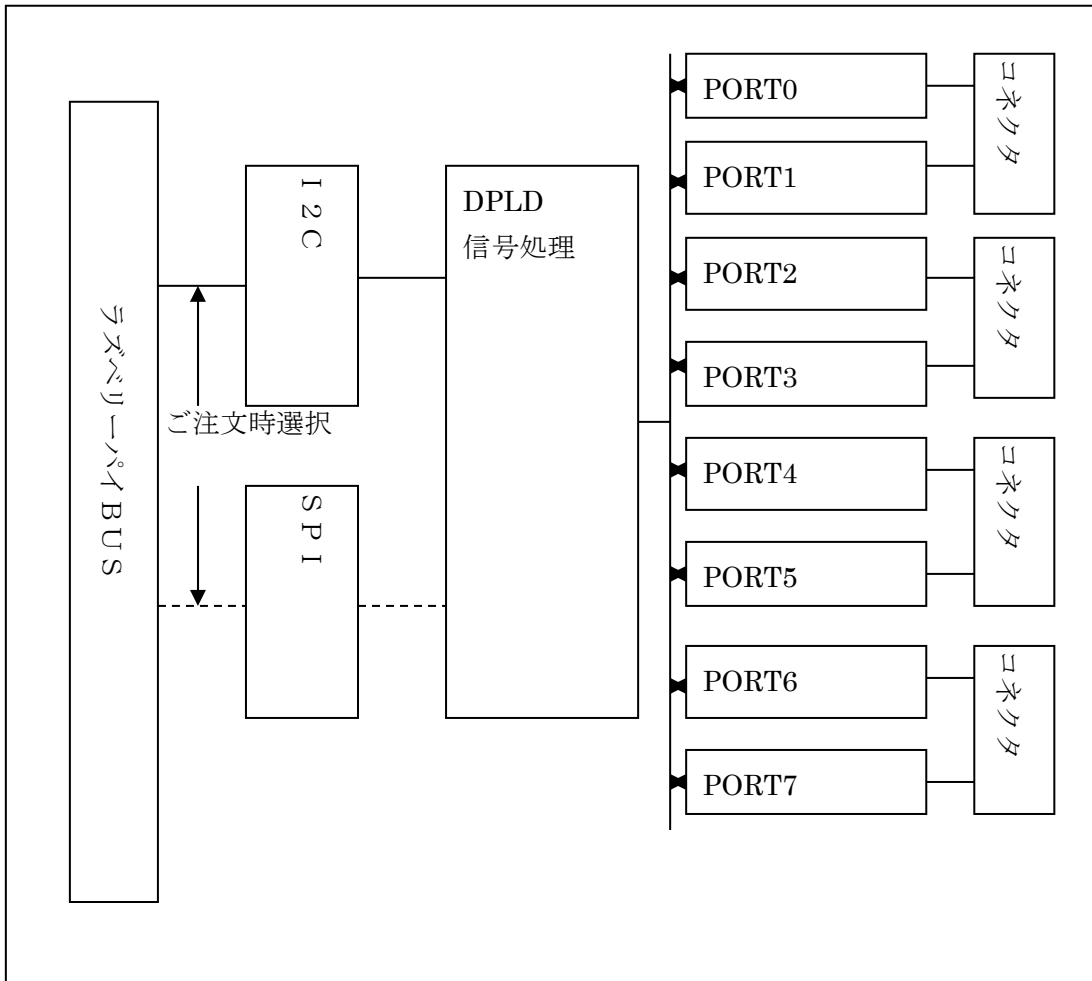 ラズベリーパイBUS
I2C
ご注文時選択
SPI
DPLD
信号処理
PORT0
PORT1
コネクタ
PORT2
PORT3
コネクタ
PORT4
PORT5
コネクタ
PORT6
PORT7
コネクタ